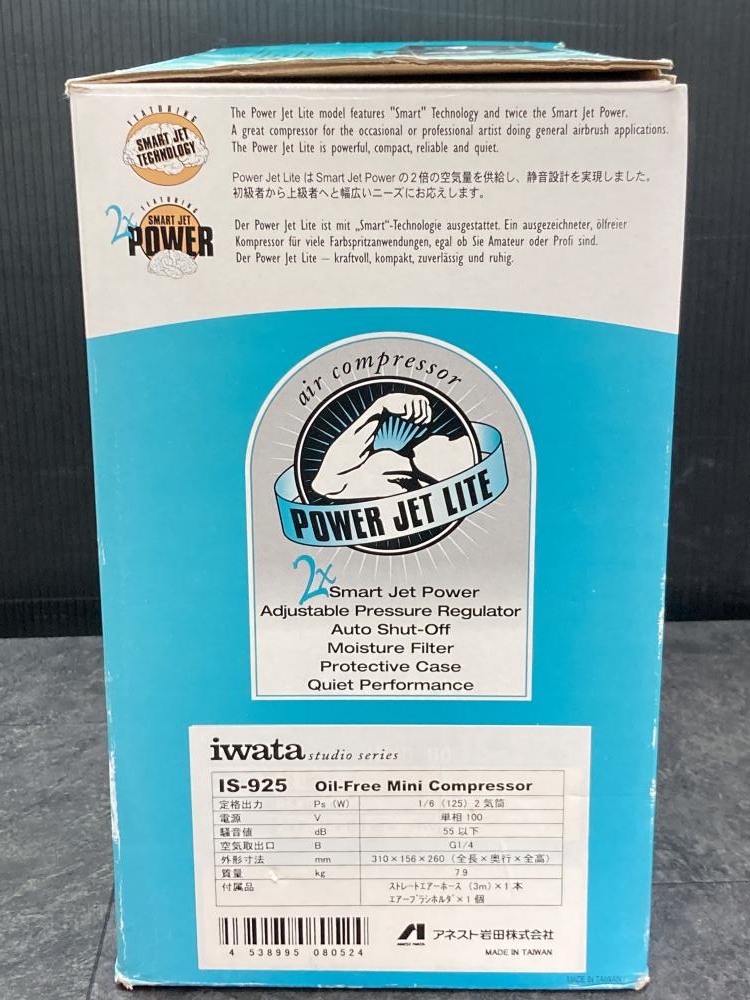 FEATURING
SMART JET
TECHNOLOGY
The Power Jet Lite model features "Smart" Technology and twice the Smart Jet Power.
A great compressor for the occasional or professional artist doing general airbrush applications.
The Power Jet Lite is powerful, compact, reliable and quiet.
Power Jet Lite は Smart Jet Power の2倍の空気量を供給し、静音設計を実現しました。
初級者から上級者へと幅広いニーズにお応えします。
FEATURING
2x SMART JET
POWER
Der Power Jet Lite ist mit „Smart"-Technologie ausgestattet. Ein ausgezeichneter, ölfreier
Kompressor für viele Farbspritzanwendungen, egal ob Sie Amateur oder Profi sind.
Der Power Jet Lite – kraftvoll, kompakt, zuverlässig und ruhig.
air compressor
POWER JET LITE
2x Smart Jet Power
Adjustable Pressure Regulator
Auto Shut-Off
Moisture Filter
Protective Case
Quiet Performance
iwata studio series
IS-925 Oil-Free Mini Compressor
定格出力 Ps (W) 1/6 (125) 2気筒
電源 V 単相100
騒音値 dB 55以下
空気取出口 B G1/4
外形寸法 mm 310×156×260（全長×奥行×全高）
質量 kg 7.9
付属品 ストレートエアーホース（3m）×1本
エアーブラシホルダ×1個
4 538995 080524
ANEST IWATA
アネスト岩田株式会社
MADE IN TAIWAN
MADE IN TAIWAN